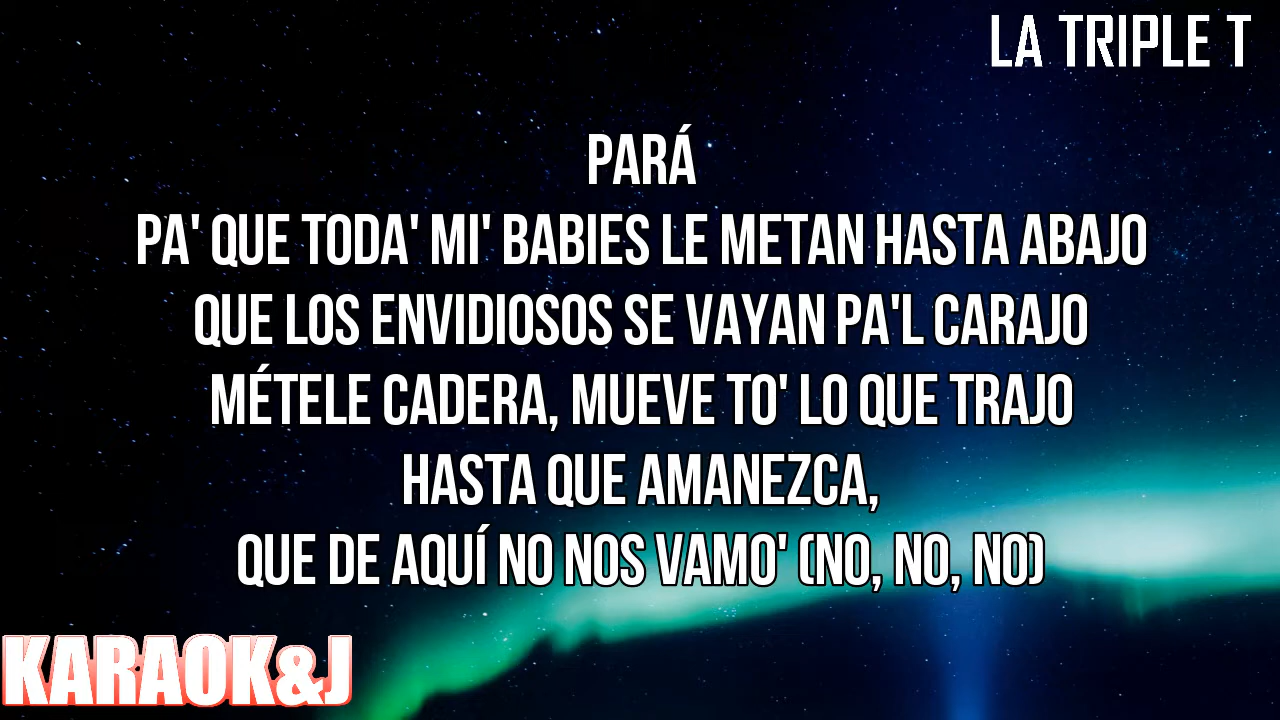 LA TRIPLE T
PARÁ
PA' QUE TODA' MI' BABIES LE METAN HASTA ABAJO
QUE LOS ENVIDIOSOS SE VAYAN PA'L CARAJO
MÉTELE CADERA, MUEVE TO' LO QUE TRAJO
HASTA QUE AMANEZCA,
QUE DE AQUÍ NO NOS VAMO' (NO, NO, NO)
KARAOK&J